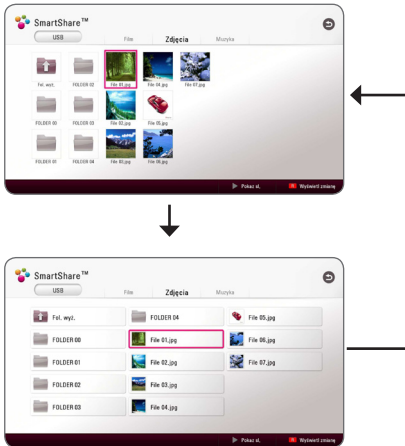 SmartShare™
USB
Film Zdjęcia Muzyka
Fol. wyż. FOLDER 02 File 01.jpg File 04.jpg File 07.jpg
FOLDER 00 FOLDER 03 File 02.jpg File 05.jpg
FOLDER 01 FOLDER 04 File 03.jpg File 06.jpg
Pokaz sl. Wyświetl zmianę
SmartShare™
USB
Film Zdjęcia Muzyka
Fol. wyż. FOLDER 04 File 05.jpg
FOLDER 00 File 01.jpg File 06.jpg
FOLDER 01 File 02.jpg File 07.jpg
FOLDER 02 File 03.jpg
FOLDER 03 File 04.jpg
Pokaz sl. Wyświetl zmianę